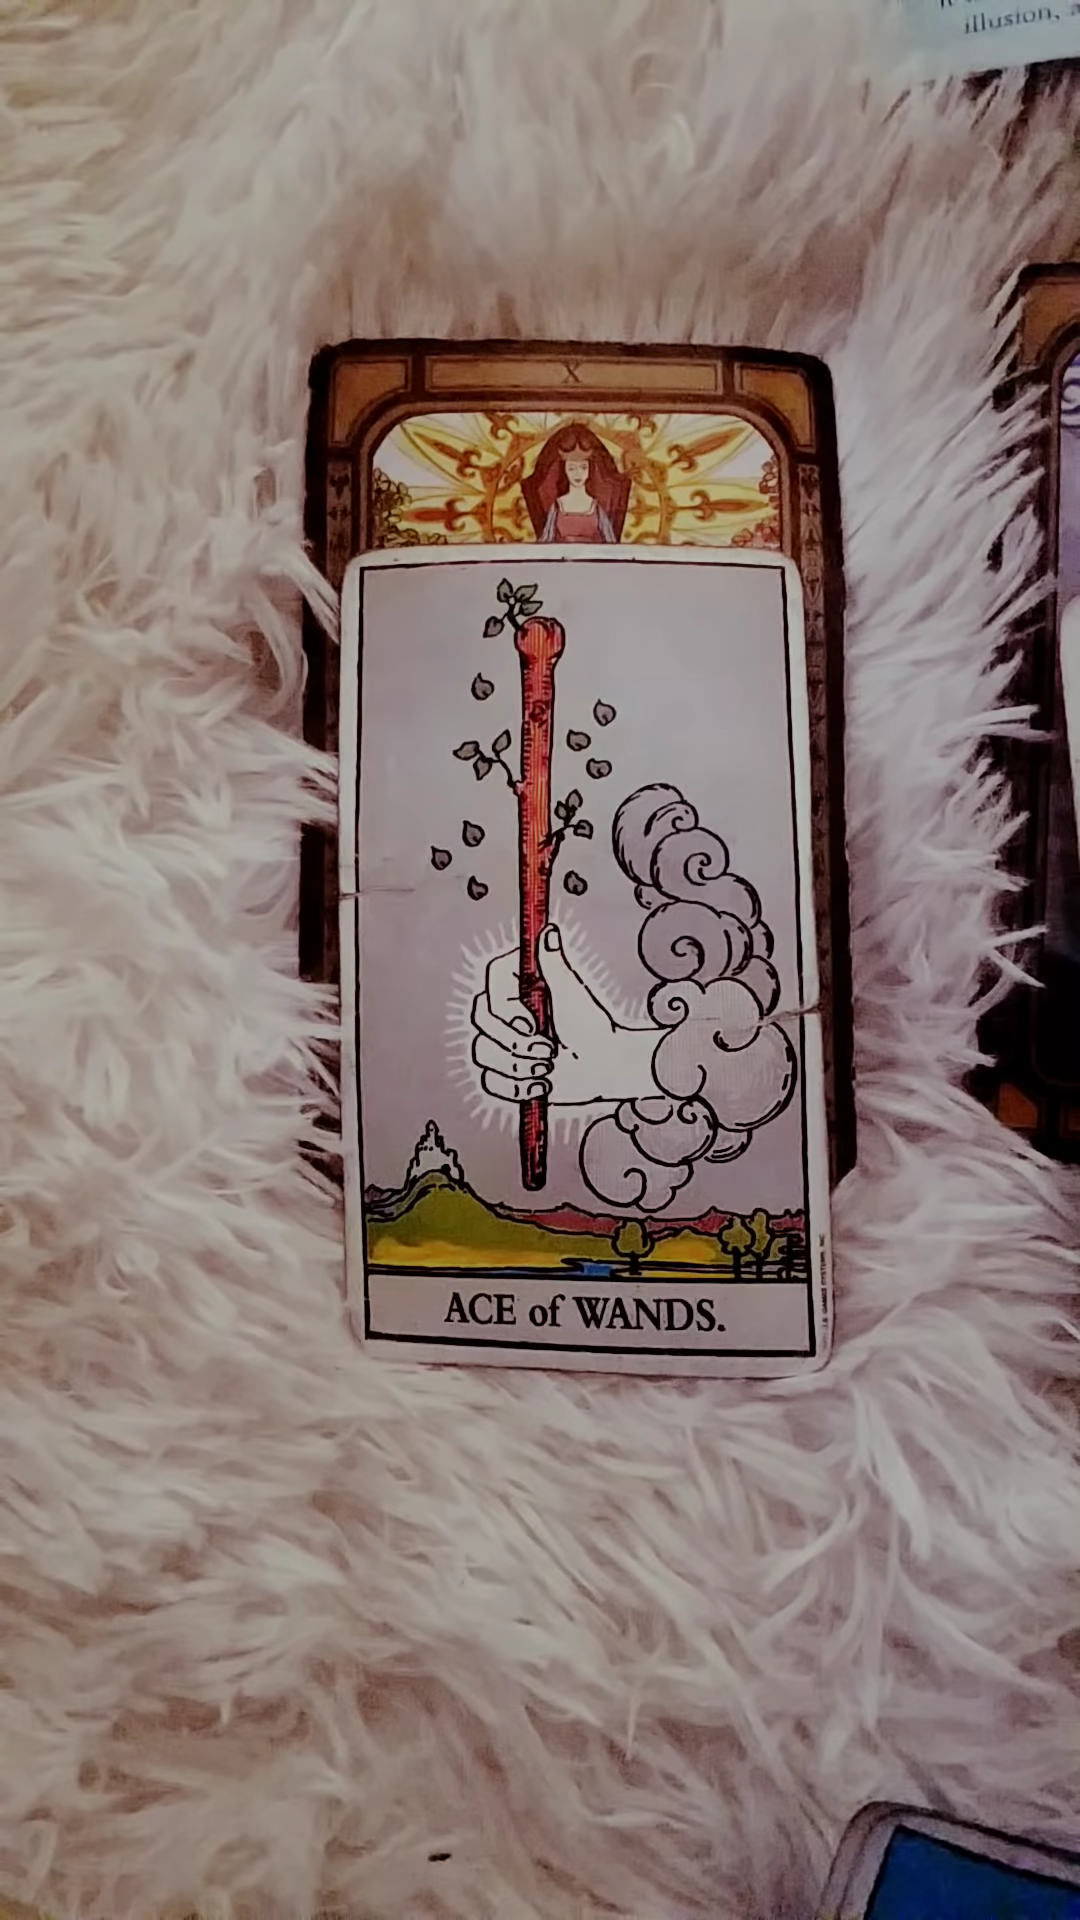 illusion,
X
ACE of WANDS.